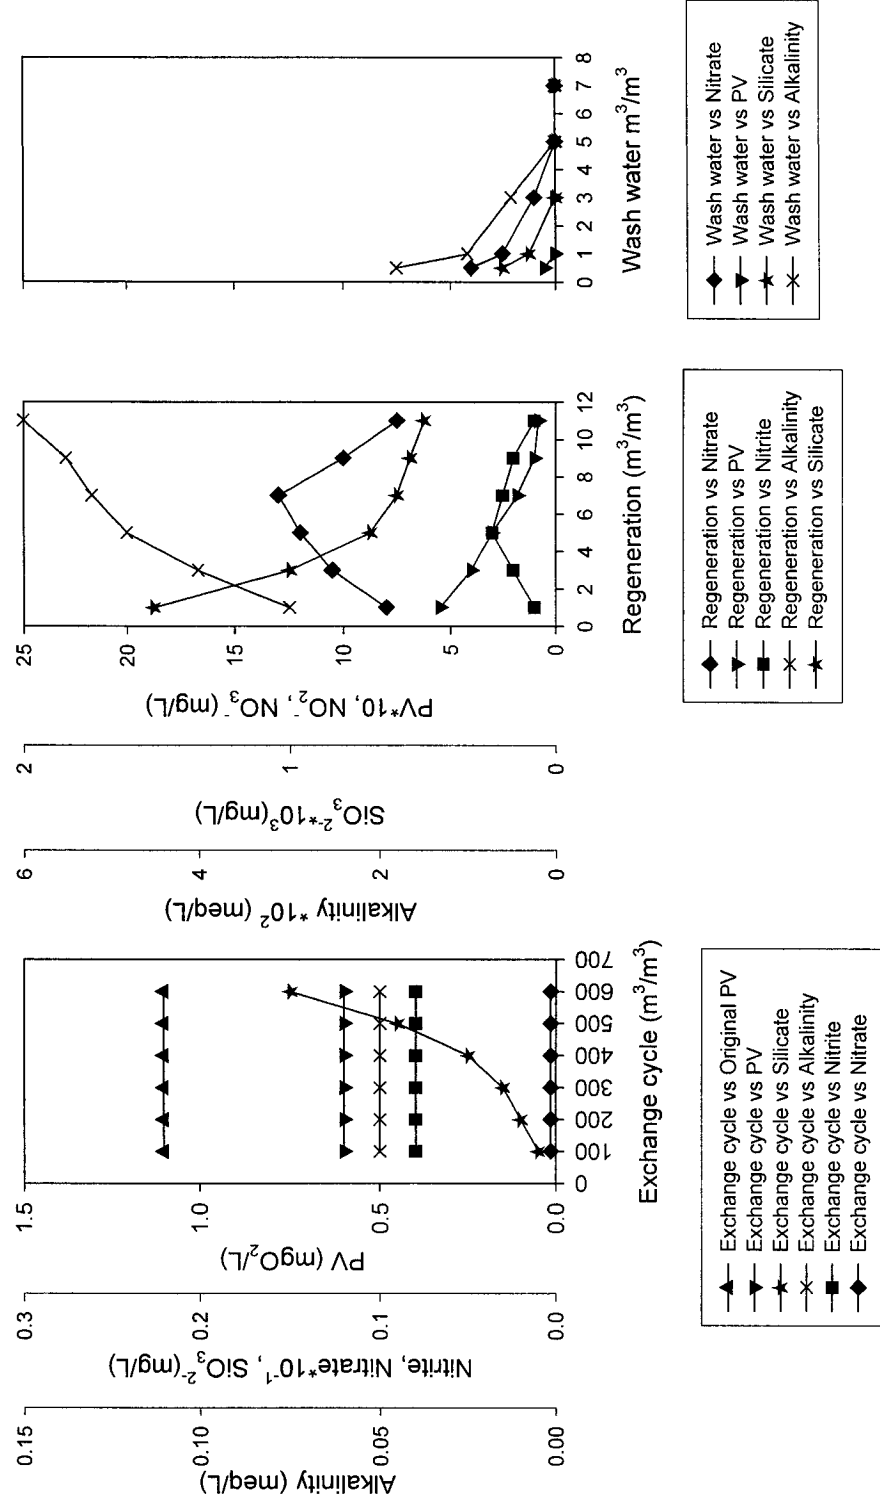 Alkalinity (meq/L)
0.15
0.10
0.05
0.00
Nitrite, Nitrate*10⁻¹, SiO₃²⁻(mg/L)
0.3
0.2
0.1
0.0
PV (mgO₂/L)
1.5
1.0
0.5
0.0
0 100 200 300 400 500 600 700
Exchange cycle (m³/m³)
Exchange cycle vs Original PV
Exchange cycle vs PV
Exchange cycle vs Silicate
Exchange cycle vs Alkalinity
Exchange cycle vs Nitrite
Exchange cycle vs Nitrate
Alkalinity *10⁻² (meq/L)
6
4
2
0
SiO₃²⁻*10³(mg/L)
2
1
0
PV*10, NO₂⁻, NO₃⁻ (mg/L)
25
20
15
10
5
0
0 2 4 6 8 10 12
Regeneration (m³/m³)
Regeneration vs Nitrate
Regeneration vs PV
Regeneration vs Nitrite
Regeneration vs Alkalinity
Regeneration vs Silicate
0 1 2 3 4 5 6 7 8
Wash water m³/m³
Wash water vs Nitrate
Wash water vs PV
Wash water vs Silicate
Wash water vs Alkalinity